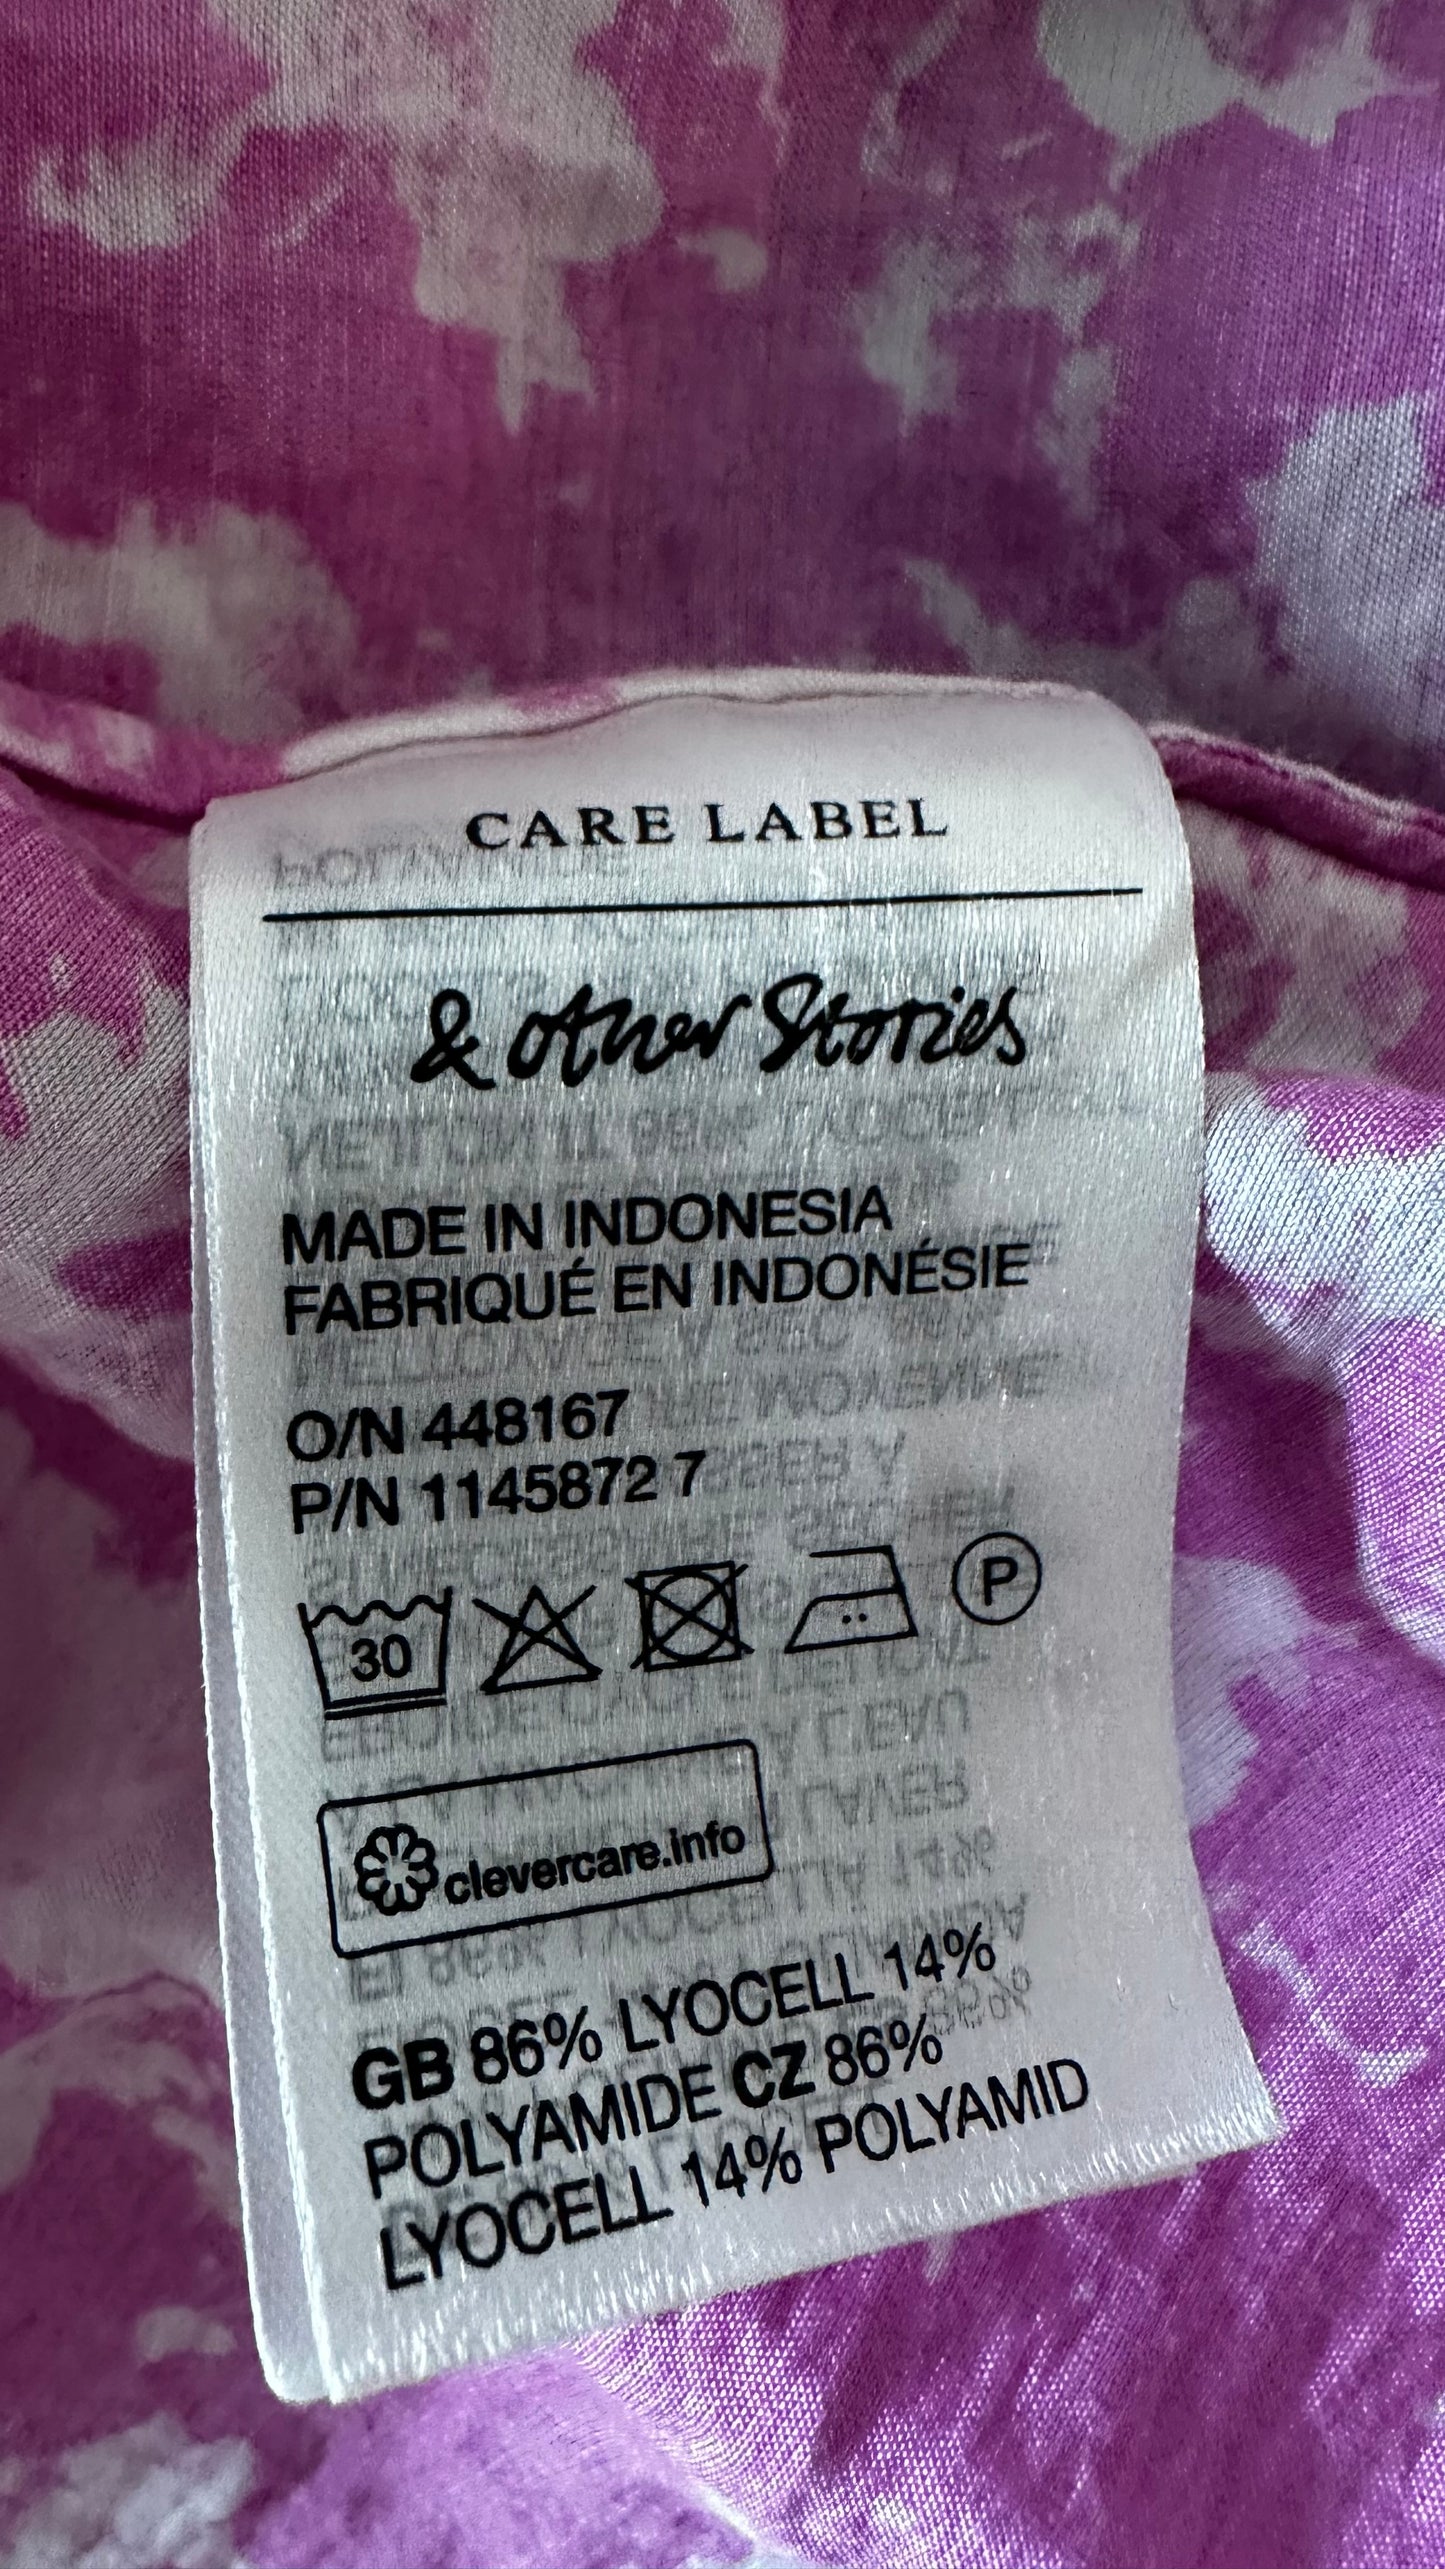 CARE LABEL
& other Stories
MADE IN INDONESIA
FABRIQUÉ EN INDONÉSIE
O/N 448167
P/N 1145872 7
30 P
clevercare.info
GB 86% LYOCELL 14%
POLYAMIDE CZ 86%
LYOCELL 14% POLYAMID